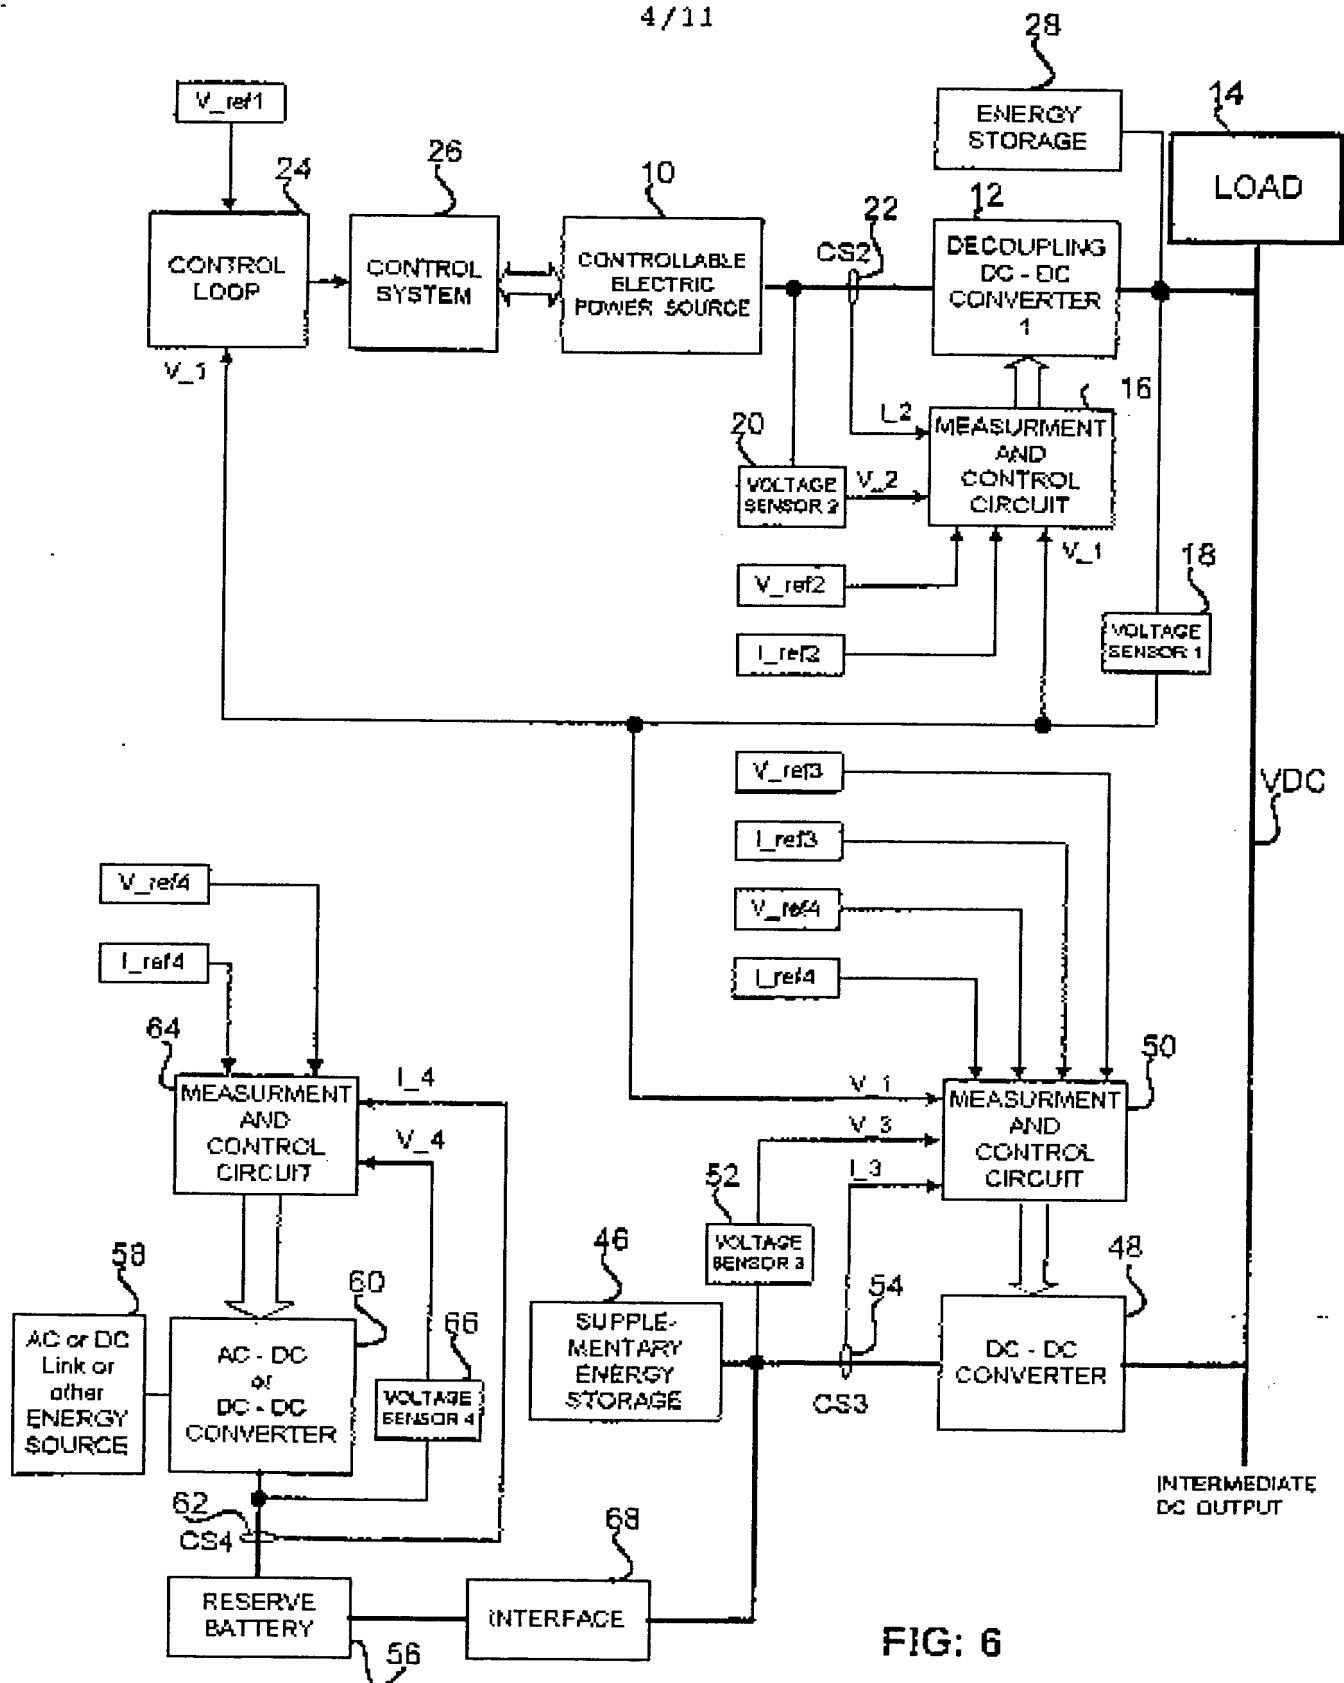 4/11
28
V_ref1
14
ENERGY
STORAGE
24
26
10
22
12
LOAD
CS2
CONTROL
LOOP
CONTROL
SYSTEM
CONTROLLABLE
ELECTRIC
POWER SOURCE
DECOUPLING
DC - DC
CONVERTER
1
V_1
16
I_2
20
MEASURMENT
AND
CONTROL
CIRCUIT
VOLTAGE
SENSOR 2
V_2
V_1
18
V_ref2
I_ref2
VOLTAGE
SENSOR 1
V_ref3
VDC
I_ref3
V_ref4
V_ref4
I_ref4
I_ref4
64
50
I_4
V_1
MEASURMENT
AND
CONTROL
CIRCUIT
MEASURMENT
AND
CONTROL
CIRCUIT
V_4
V_3
I_3
52
VOLTAGE
SENSOR 3
58
60
46
48
54
66
AC or DC
Link or
other
ENERGY
SOURCE
AC - DC
or
DC - DC
CONVERTER
SUPPLE-
MENTARY
ENERGY
STORAGE
DC - DC
CONVERTER
VOLTAGE
SENSOR 4
CS3
62
CS4
INTERMEDIATE
DC OUTPUT
68
RESERVE
BATTERY
INTERFACE
56
FIG: 6